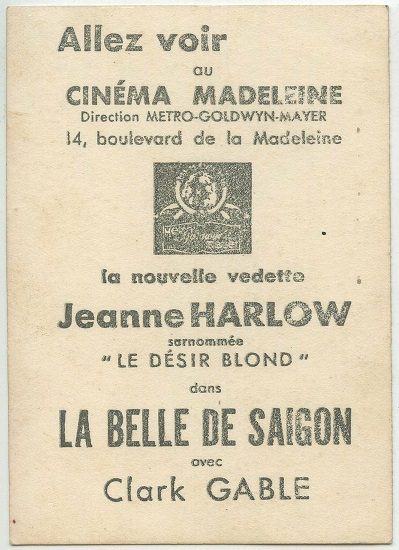 Allez voir
au
CINÉMA MADELEINE
Direction METRO-GOLDWYN-MAYER
14, boulevard de la Madeleine
la nouvelle vedette
Jeanne HARLOW
sarnommée
"LE DÉSIR BLOND"
dans
LA BELLE DE SAIGON
avec
Clark GABLE